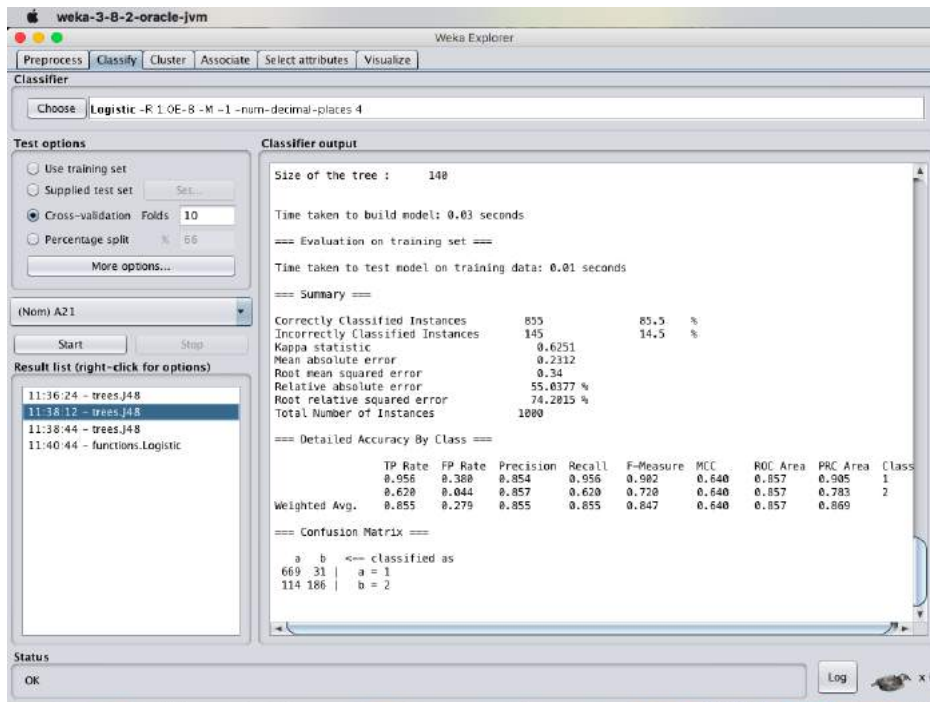 weka-3-8-2-oracle-jvm
Weka Explorer
Preprocess Classify Cluster Associate Select attributes Visualize
Classifier
Choose Logistic -R 1.0E-8 -M -1 -num-decimal-places 4
Test options
Use training set
Supplied test set Set...
Cross-validation Folds 10
Percentage split % 66
More options...
(Nom) A21
Start Stop
Result list (right-click for options)
11:36:24 - trees.J48
11:38:12 - trees.J48
11:38:44 - trees.J48
11:40:44 - functions.Logistic
Classifier output
Size of the tree : 140
Time taken to build model: 0.03 seconds
=== Evaluation on training set ===
Time taken to test model on training data: 0.01 seconds
=== Summary ===
Correctly Classified Instances 855 85.5 %
Incorrectly Classified Instances 145 14.5 %
Kappa statistic 0.6251
Mean absolute error 0.2312
Root mean squared error 0.34
Relative absolute error 55.0377 %
Root relative squared error 74.2015 %
Total Number of Instances 1000
=== Detailed Accuracy By Class ===
TP Rate FP Rate Precision Recall F-Measure MCC ROC Area PRC Area Class
0.956 0.380 0.854 0.956 0.902 0.640 0.857 0.905 1
0.620 0.044 0.857 0.620 0.720 0.640 0.857 0.783 2
Weighted Avg. 0.855 0.279 0.855 0.855 0.847 0.640 0.857 0.869
=== Confusion Matrix ===
a b <-- classified as
669 31 | a = 1
114 186 | b = 2
Status
OK
Log
x